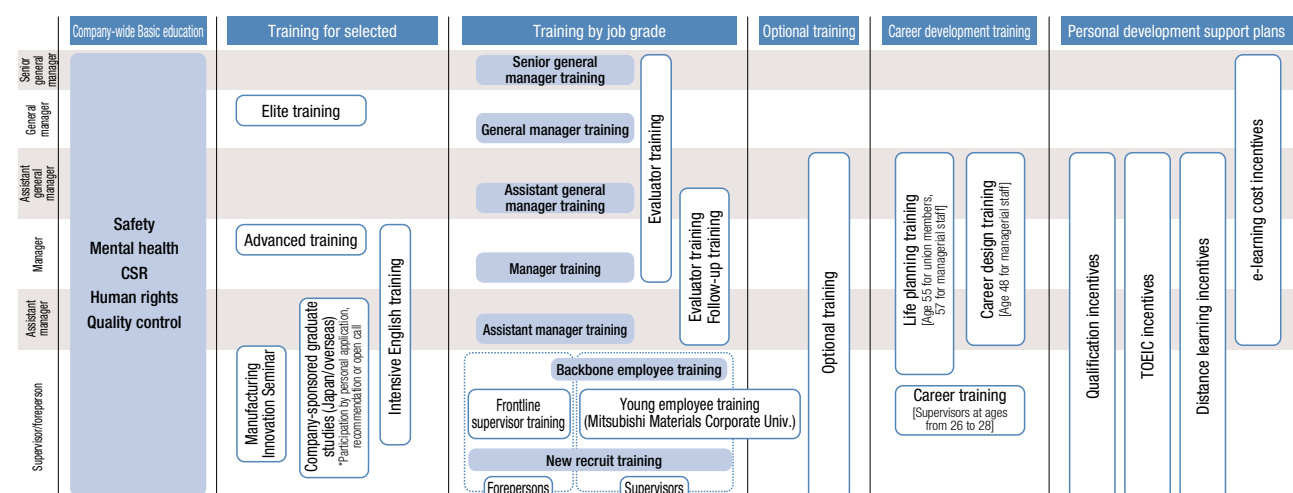 Company-wide Basic education
Training for selected
Training by job grade
Optional training
Career development training
Personal development support plans
Senior
general
manager
General
manager
Assistant
general
manager
Manager
Assistant
manager
Supervisor/foreperson
Safety
Mental health
CSR
Human rights
Quality control
Elite training
Advanced training
Manufacturing
Innovation Seminar
Company-sponsored graduate
studies (Japan/overseas)
*Participation by personal application,
recommendation or open call
Intensive English training
Senior general
manager training
General manager training
Assistant general
manager training
Manager training
Assistant manager training
Evaluator training
Evaluator training
Follow-up training
Backbone employee training
Frontline
supervisor training
Young employee training
(Mitsubishi Materials Corporate Univ.)
New recruit training
Forepersons
Supervisors
Optional training
Life planning training
[Age 55 for union members,
57 for managerial staff]
Career design training
[Age 48 for managerial staff]
Career training
[Supervisors at ages
from 26 to 28]
Qualification incentives
TOEIC incentives
Distance learning incentives
e-learning cost incentives